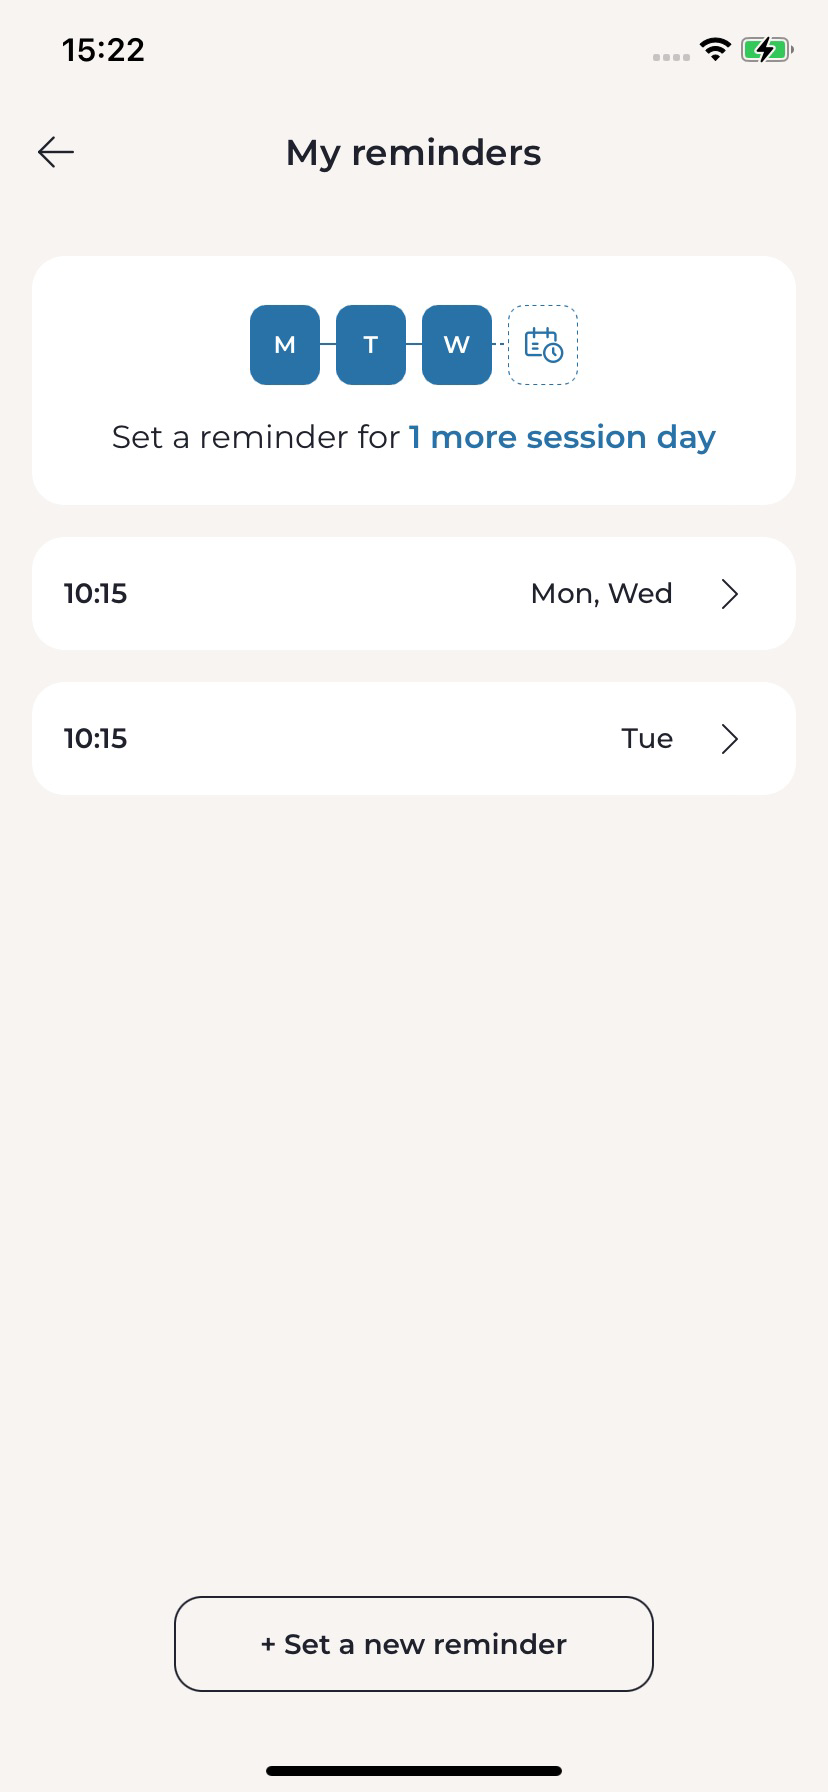 15:22
My reminders
M T W
Set a reminder for 1 more session day
10:15 Mon, Wed
10:15 Tue
+ Set a new reminder